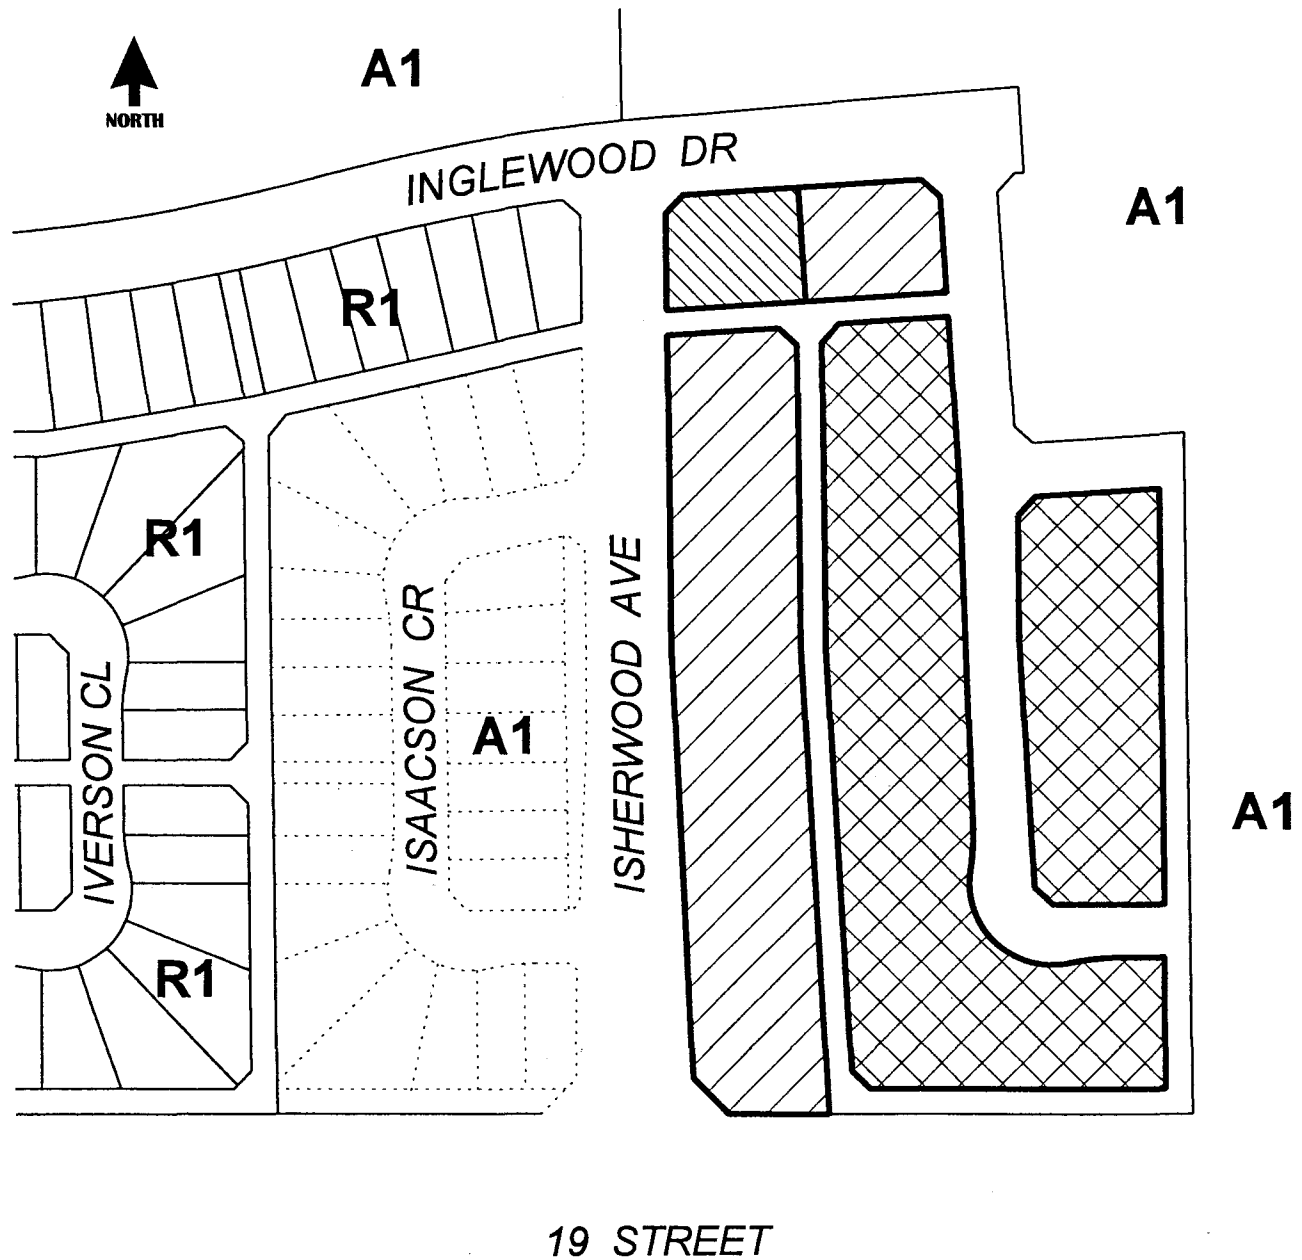 A1
NORTH
INGLEWOOD DR
A1
R1
R1
IVERSON CL
ISAACSON CR
A1
ISHERWOOD AVE
A1
R1
19 STREET